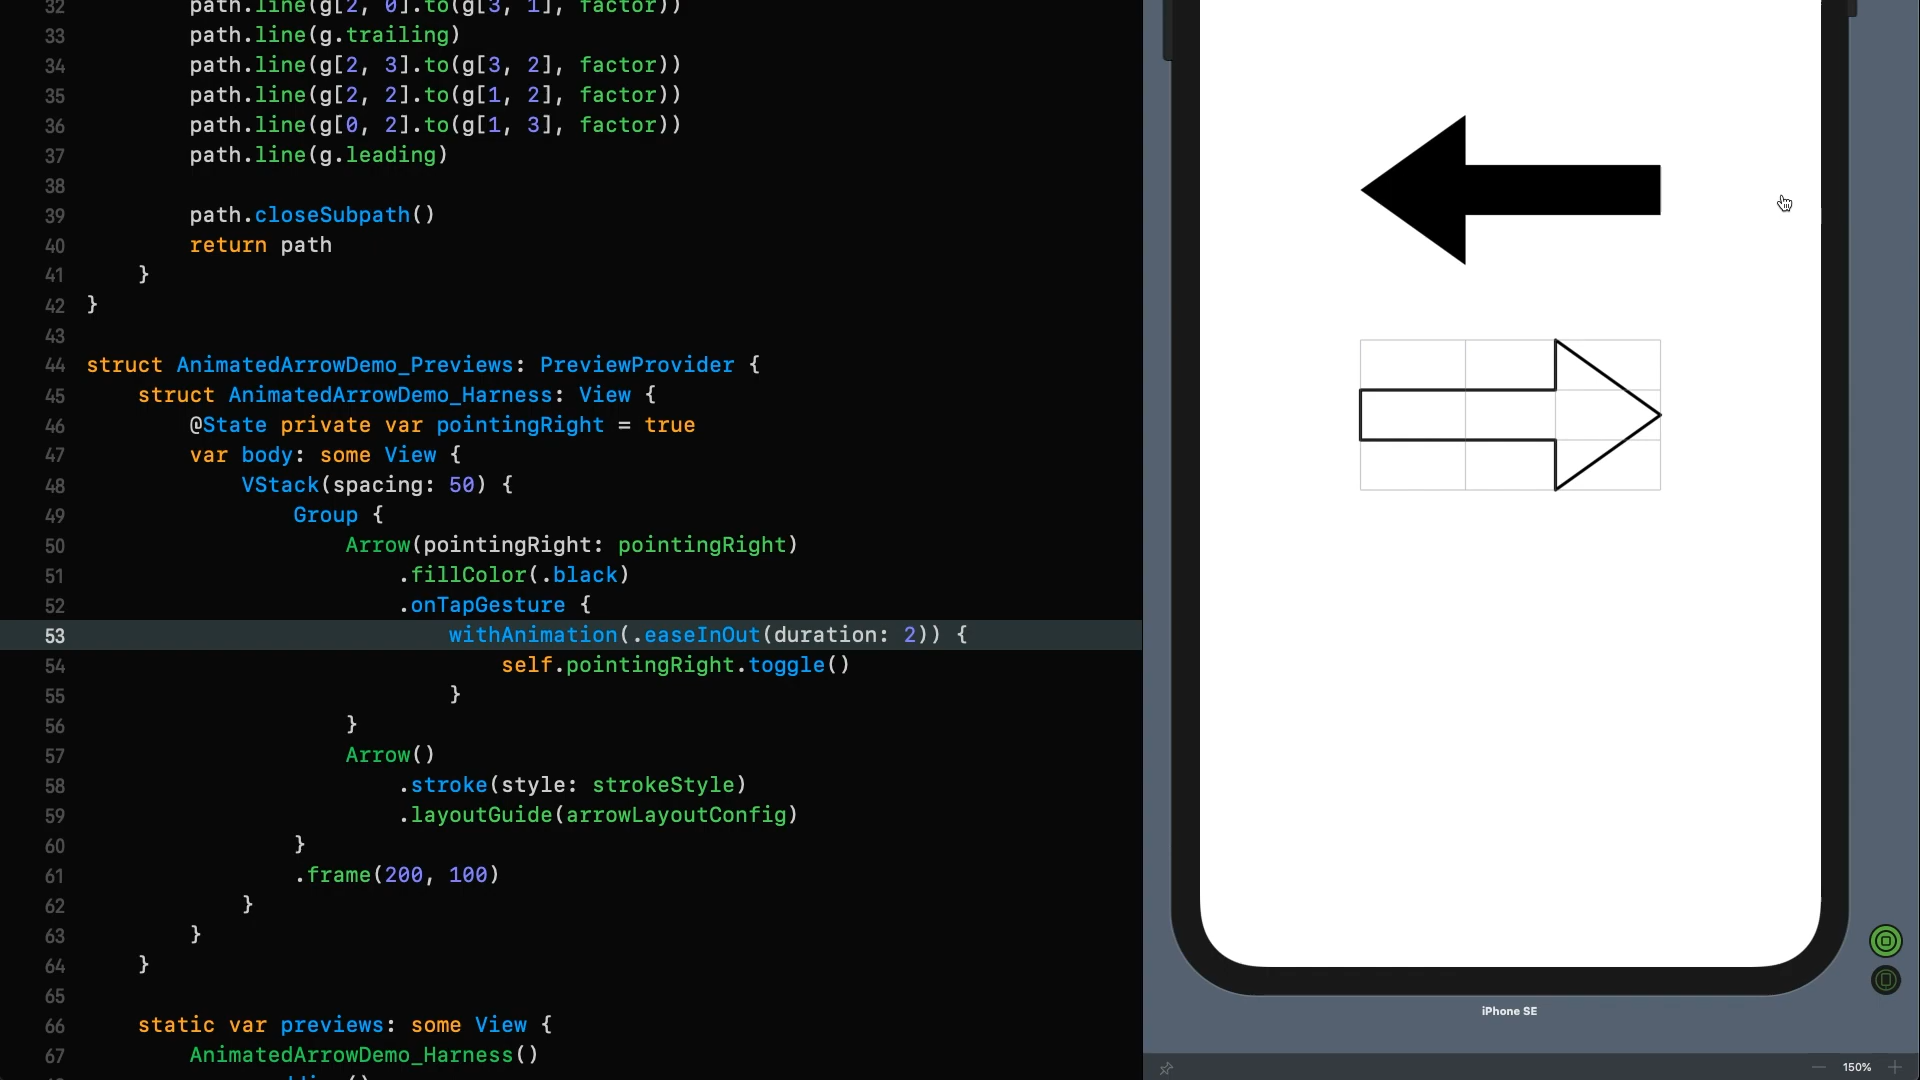 32 path.line(g[2, 0].to(g[3, 1], factor))
33 path.line(g.trailing)
34 path.line(g[2, 3].to(g[3, 2], factor))
35 path.line(g[2, 2].to(g[1, 2], factor))
36 path.line(g[0, 2].to(g[1, 3], factor))
37 path.line(g.leading)
38
39 path.closeSubpath()
40 return path
41 }
42 }
43
44 struct AnimatedArrowDemo_Previews: PreviewProvider {
45 struct AnimatedArrowDemo_Harness: View {
46 @State private var pointingRight = true
47 var body: some View {
48 VStack(spacing: 50) {
49 Group {
50 Arrow(pointingRight: pointingRight)
51 .fillColor(.black)
52 .onTapGesture {
53 withAnimation(.easeInOut(duration: 2)) {
54 self.pointingRight.toggle()
55 }
56 }
57 Arrow()
58 .stroke(style: strokeStyle)
59 .layoutGuide(arrowLayoutConfig)
60 }
61 .frame(200, 100)
62 }
63 }
64 }
65
66 static var previews: some View {
67 AnimatedArrowDemo_Harness()
iPhone SE
150%